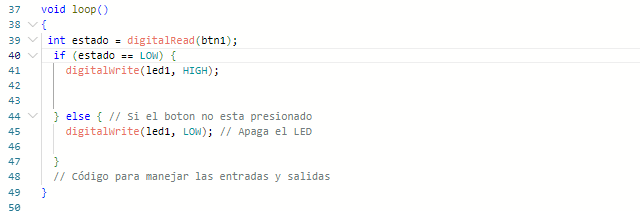 37 void loop()
38 {
39 int estado = digitalRead(btn1);
40 if (estado == LOW) {
41 digitalWrite(led1, HIGH);
42
43
44 } else { // Si el boton no esta presionado
45 digitalWrite(led1, LOW); // Apaga el LED
46
47 }
48 // Código para manejar las entradas y salidas
49 }
50